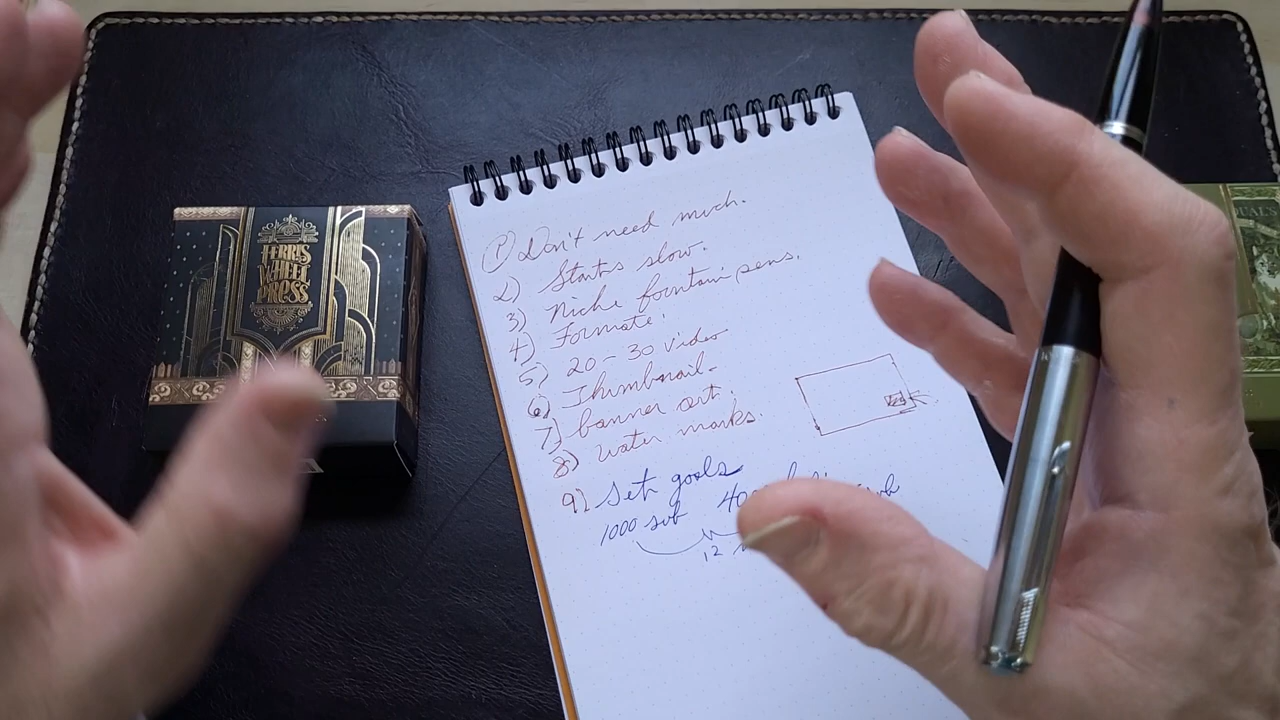 FERRIS
WHEEL
PRESS
1) Don't need much.
2) Starts slow.
3) Niche fountain pens.
4) Formate.
5) 20-30 video
6) Thumbnail.
7) banner art.
8) water marks.
9) Set goals
1000 sub
12